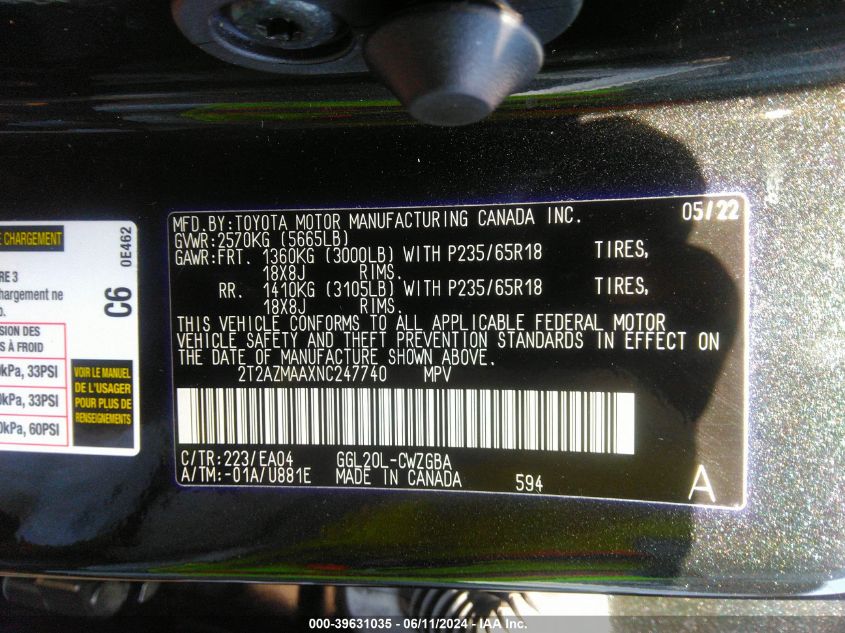 E CHARGEMENT
0E462
RE 3
chargement ne
C6
SION DES
S À FROID
kPa, 33PSI
kPa, 33PSI
kPa, 60PSI
VOIR LE MANUEL
DE L'USAGER
POUR PLUS DE
RENSEIGNEMENTS
MFD.BY:TOYOTA MOTOR MANUFACTURING CANADA INC. 05/22
GVWR:2570KG (5665LB)
GAWR:FRT. 1360KG (3000LB) WITH P235/65R18 TIRES,
18X8J RIMS.
RR. 1410KG (3105LB) WITH P235/65R18 TIRES,
18X8J RIMS.
THIS VEHICLE CONFORMS TO ALL APPLICABLE FEDERAL MOTOR
VEHICLE SAFETY AND THEFT PREVENTION STANDARDS IN EFFECT ON
THE DATE OF MANUFACTURE SHOWN ABOVE.
2T2AZMAAXNC247740 MPV
C/TR:223/EA04 GGL20L-CWZGBA
A/TM:-01A/U881E MADE IN CANADA 594 A
000-39631035 - 06/11/2024 - IAA Inc.